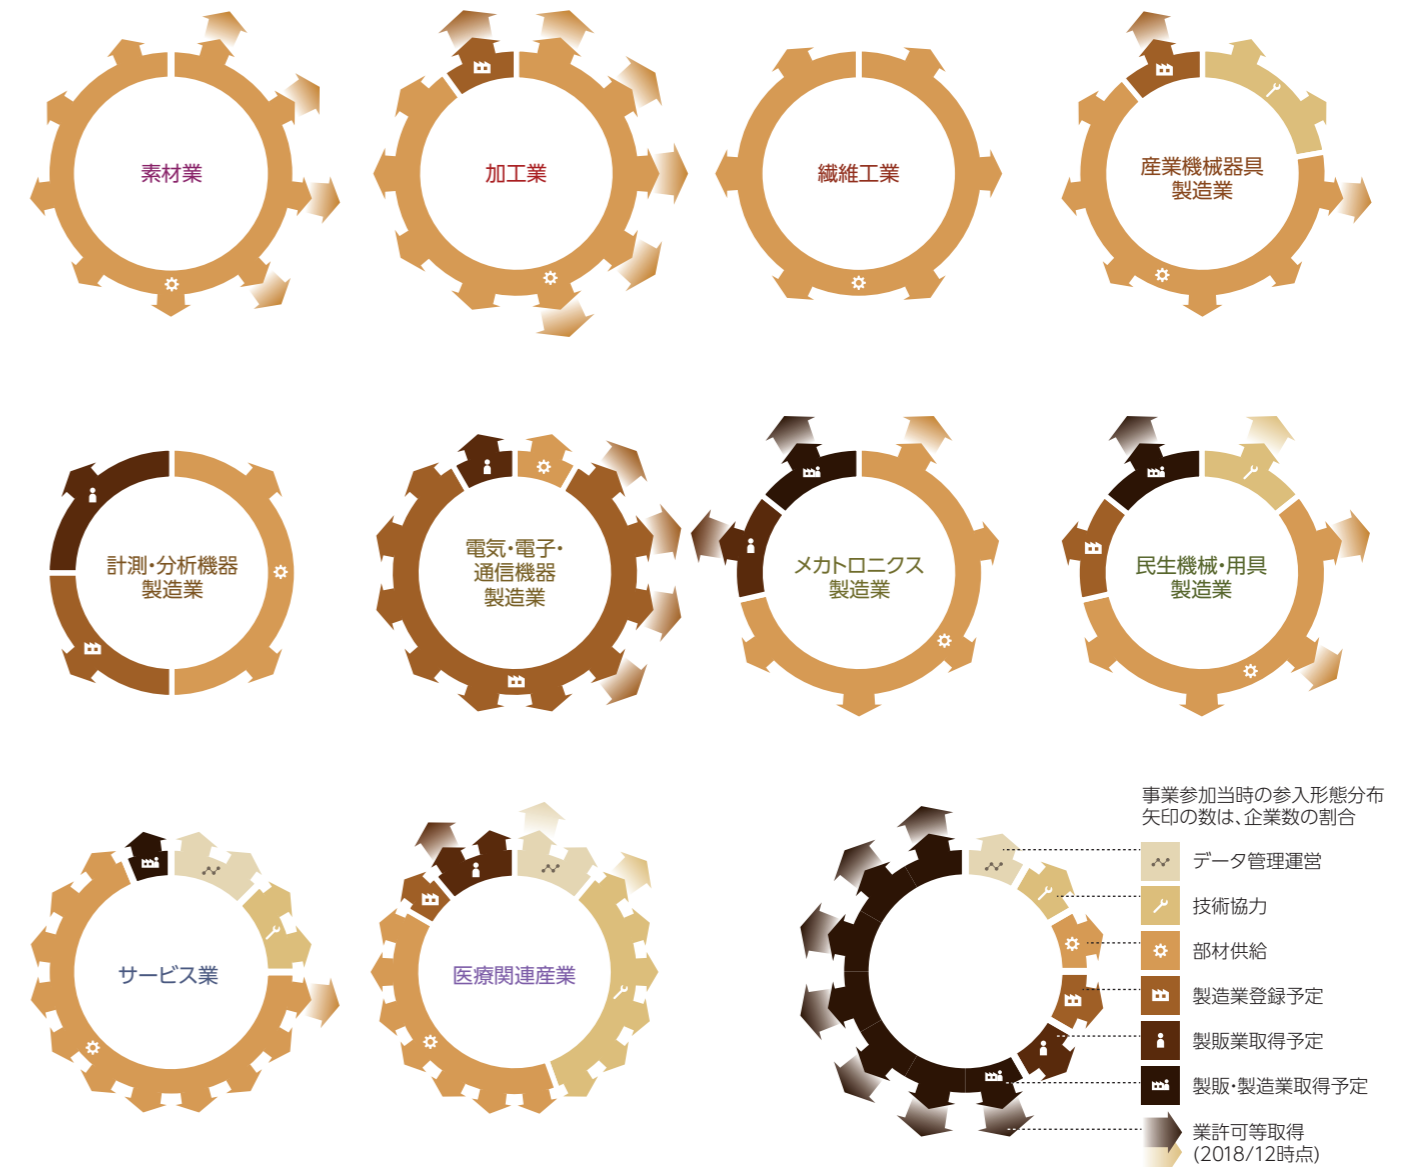 素材業
加工業
繊維工業
産業機械器具
製造業
計測・分析機器
製造業
電気・電子・
通信機器
製造業
メカトロニクス
製造業
民生機械・用具
製造業
サービス業
医療関連産業
事業参加当時の参入形態分布
矢印の数は、企業数の割合
データ管理運営
技術協力
部材供給
製造業登録予定
製販業取得予定
製販・製造業取得予定
業許可等取得
(2018/12時点)